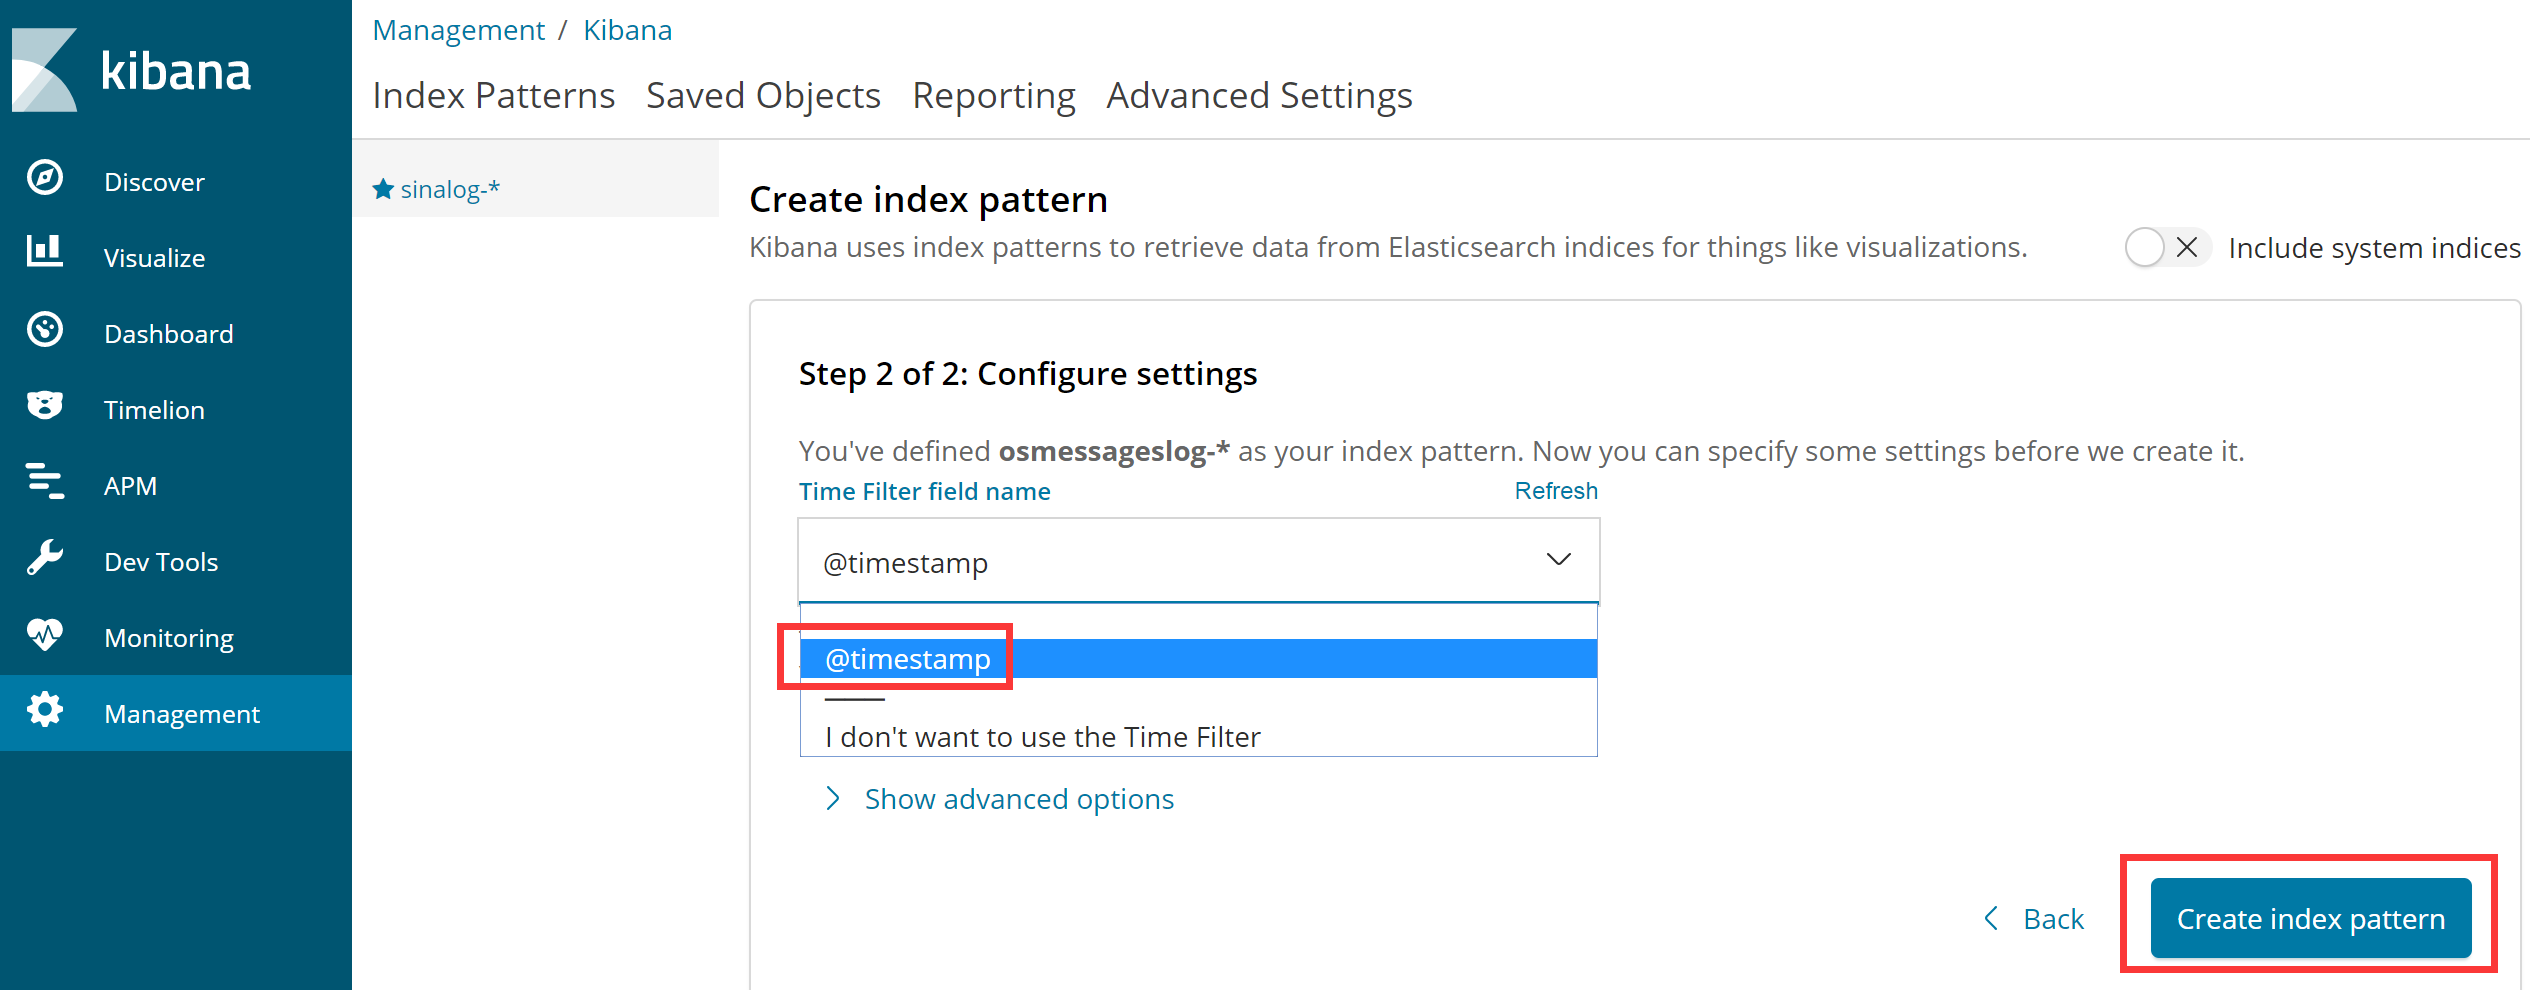 kibana
Discover
Visualize
Dashboard
Timelion
APM
Dev Tools
Monitoring
Management
Management / Kibana
Index Patterns Saved Objects Reporting Advanced Settings
sinalog-*
Create index pattern
Kibana uses index patterns to retrieve data from Elasticsearch indices for things like visualizations.
Include system indices
Step 2 of 2: Configure settings
You've defined osmessageslog-* as your index pattern. Now you can specify some settings before we create it.
Time Filter field name Refresh
@timestamp
@timestamp
I don't want to use the Time Filter
Show advanced options
Back
Create index pattern